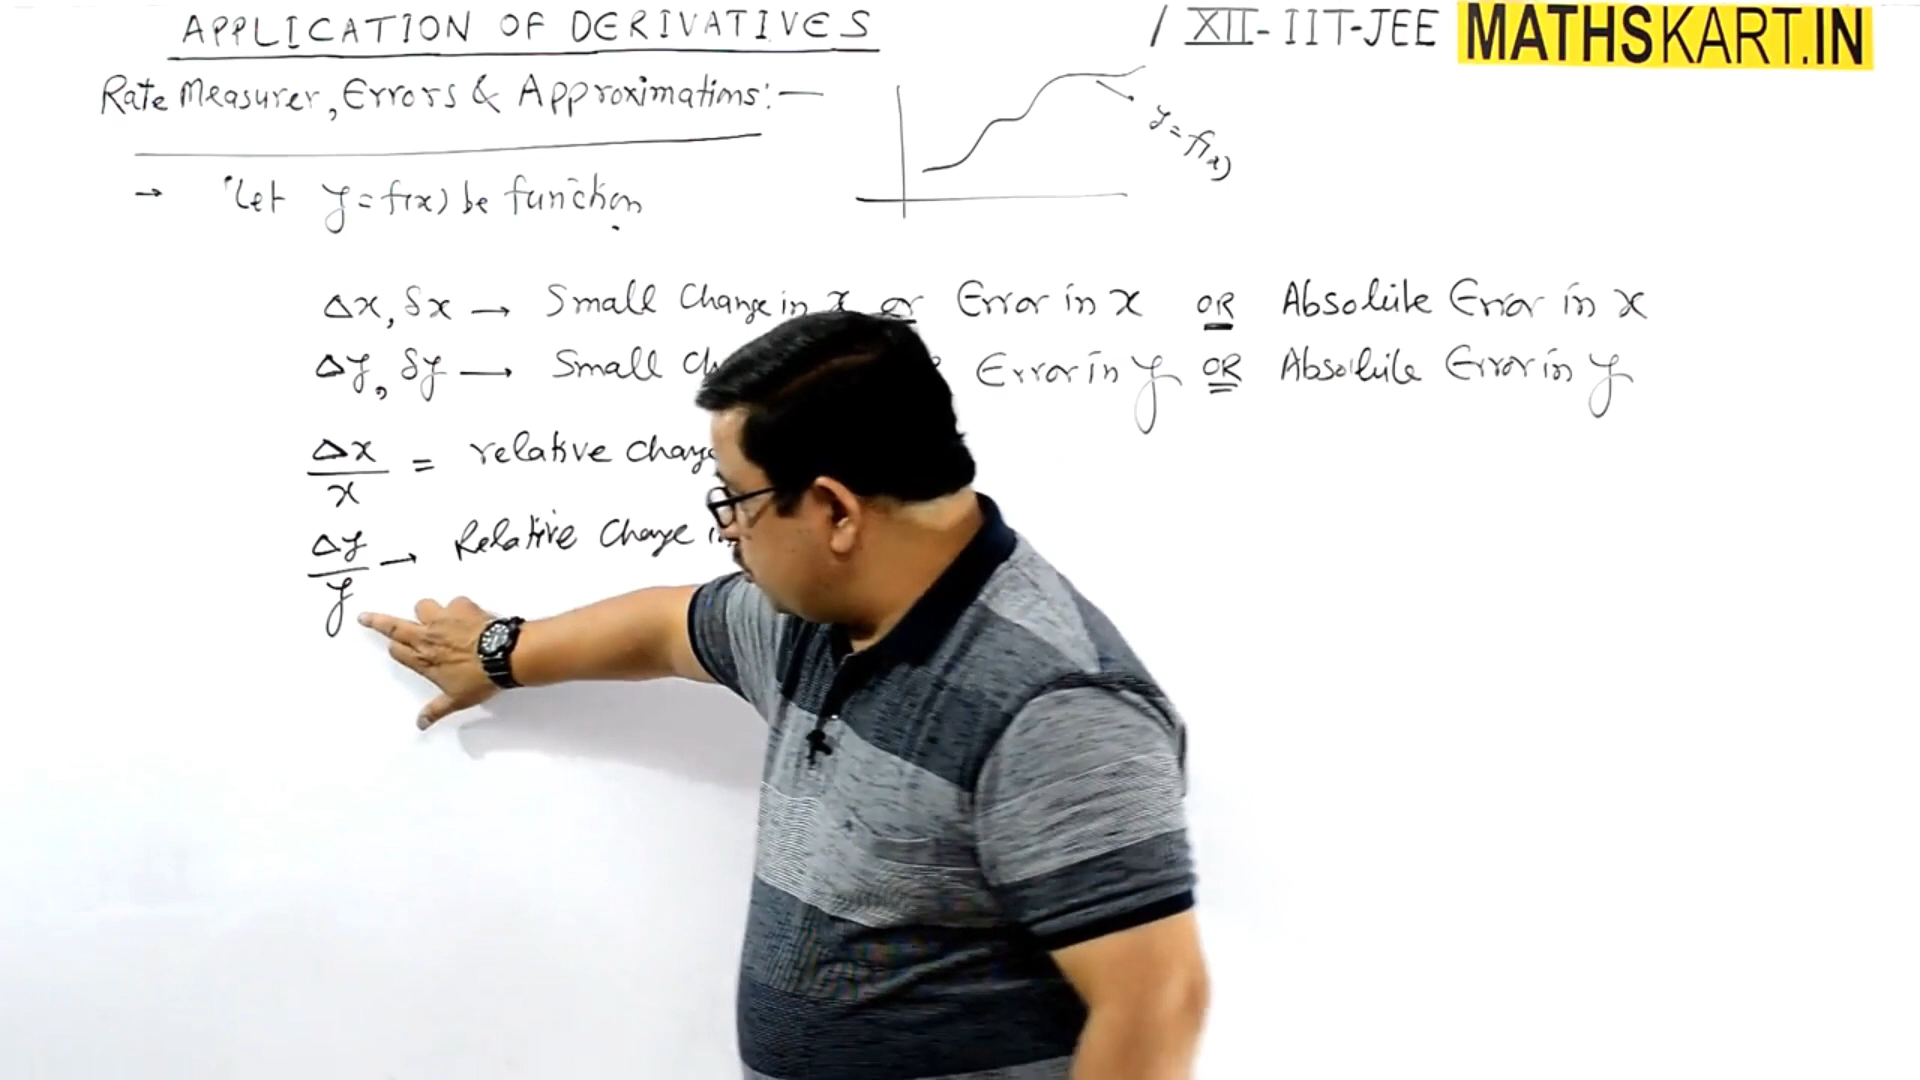 APPLICATION OF DERIVATIVES
/ XII - IIT-JEE MATHSKART.IN
Rate Measurer, Errors & Approximations:-
y = f(x)
→ Let y = f(x) be function.
Δx, δx → Small Change in x or Error in x OR Absolute Error in x
Δy, δy → Small Error in y OR Absolute Error in y
Δx/x = relative
Δy/y → Relative Change